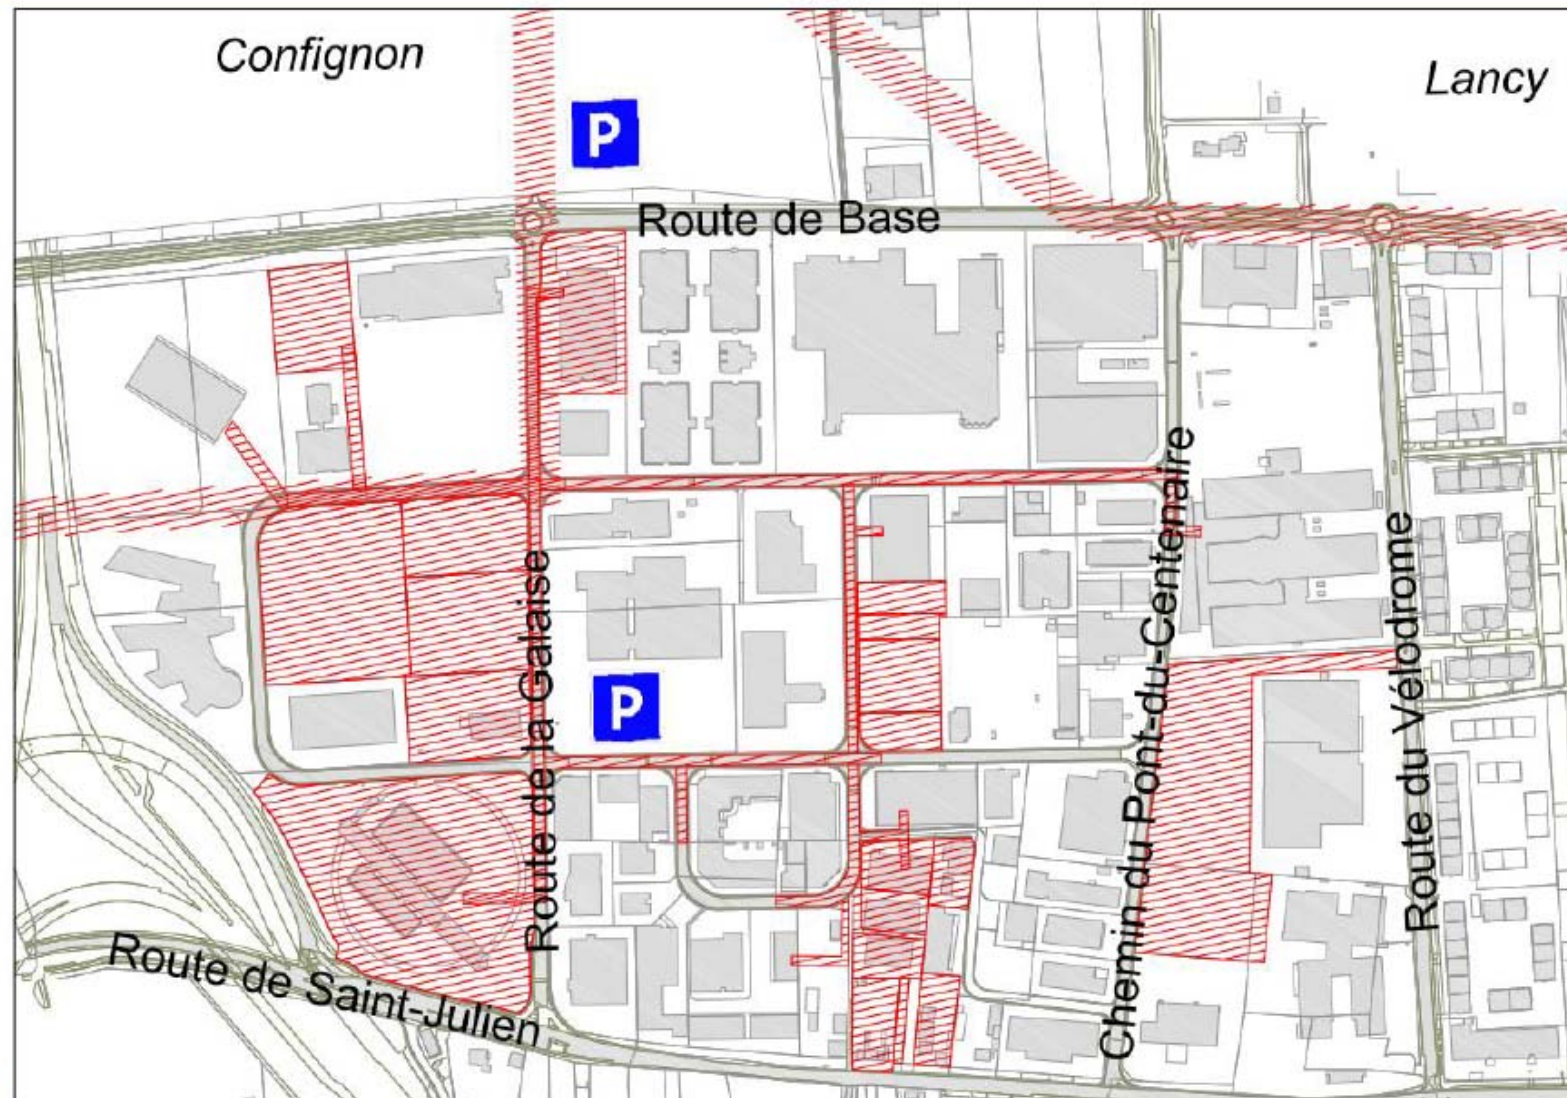 Confignon
Lancy
P
Route de Base
Route de la Galaise
P
Chemin du Pont-du-Centenaire
Route du Vélodrome
Route de Saint-Julien